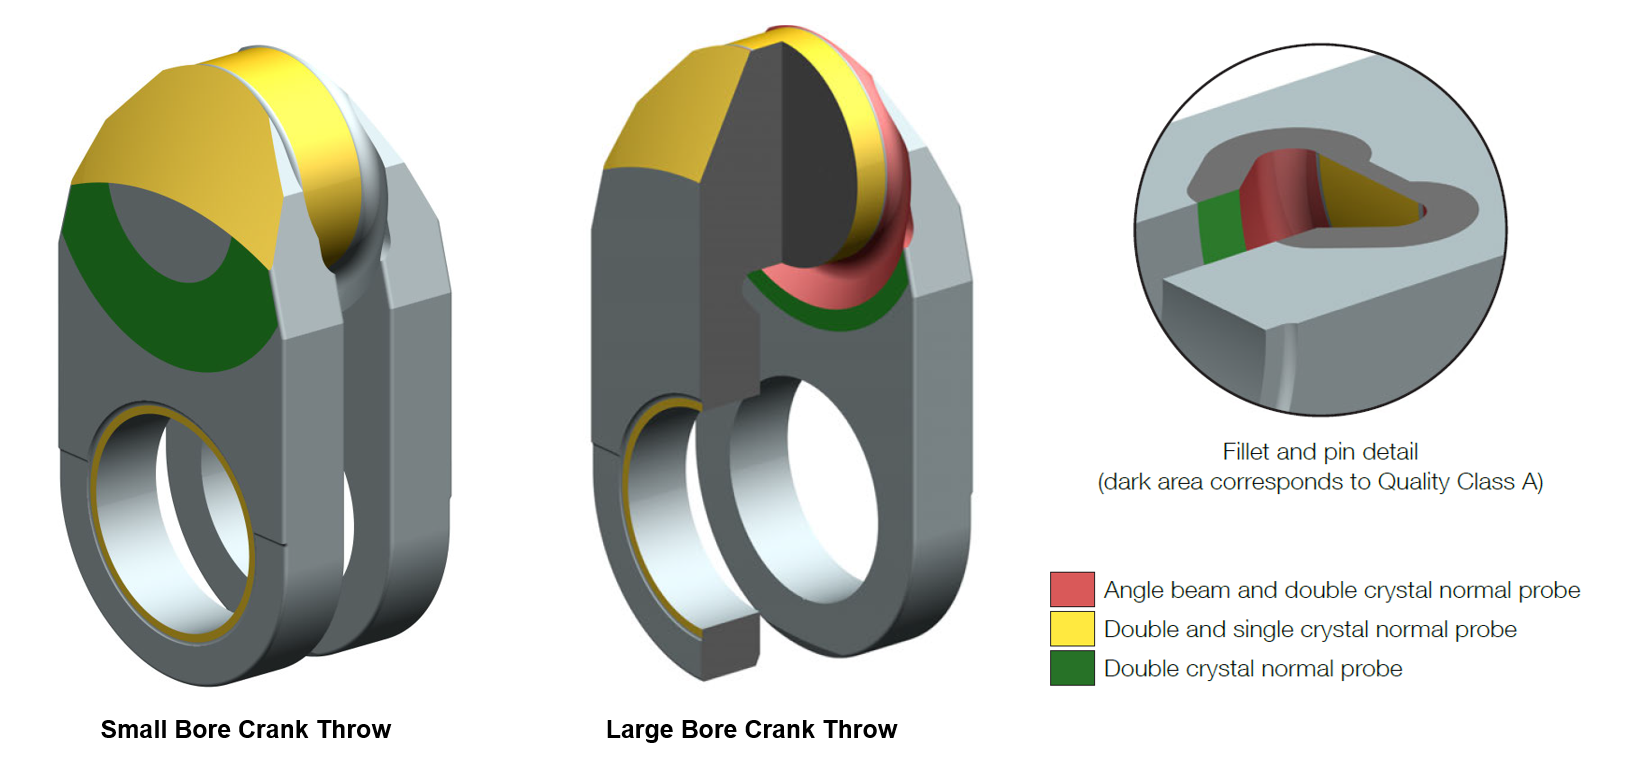 Fillet and pin detail
(dark area corresponds to Quality Class A)
Angle beam and double crystal normal probe
Double and single crystal normal probe
Double crystal normal probe
Small Bore Crank Throw
Large Bore Crank Throw